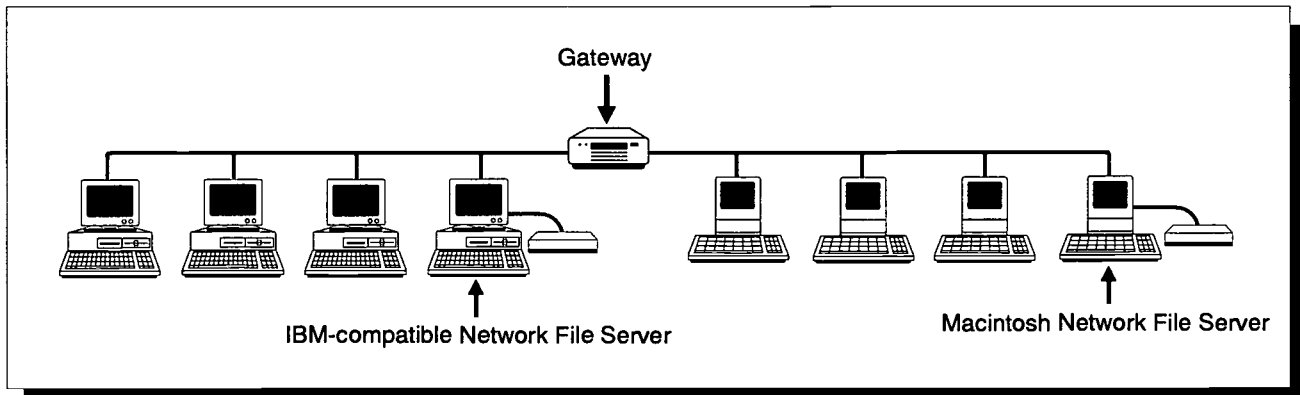 Gateway
IBM-compatible Network File Server
Macintosh Network File Server